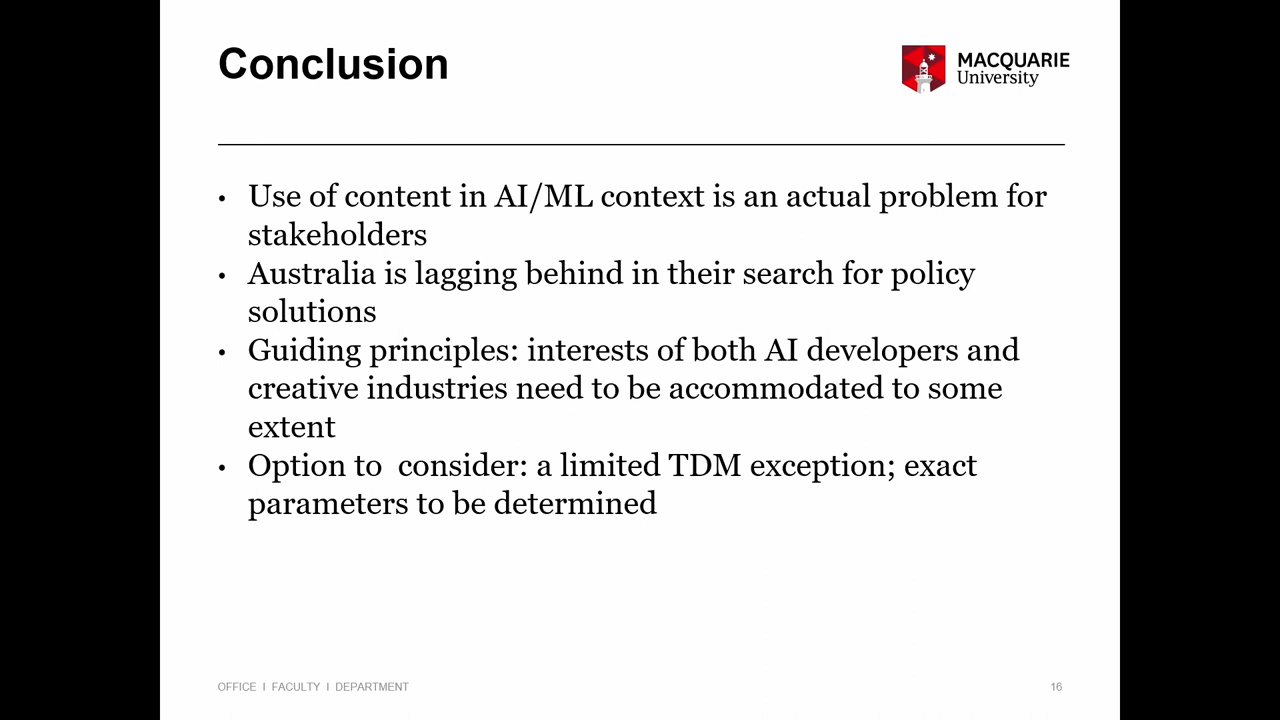 Conclusion
MACQUARIE
University
• Use of content in AI/ML context is an actual problem for
stakeholders
• Australia is lagging behind in their search for policy
solutions
• Guiding principles: interests of both AI developers and
creative industries need to be accommodated to some
extent
• Option to  consider: a limited TDM exception; exact
parameters to be determined
OFFICE I FACULTY I DEPARTMENT
16